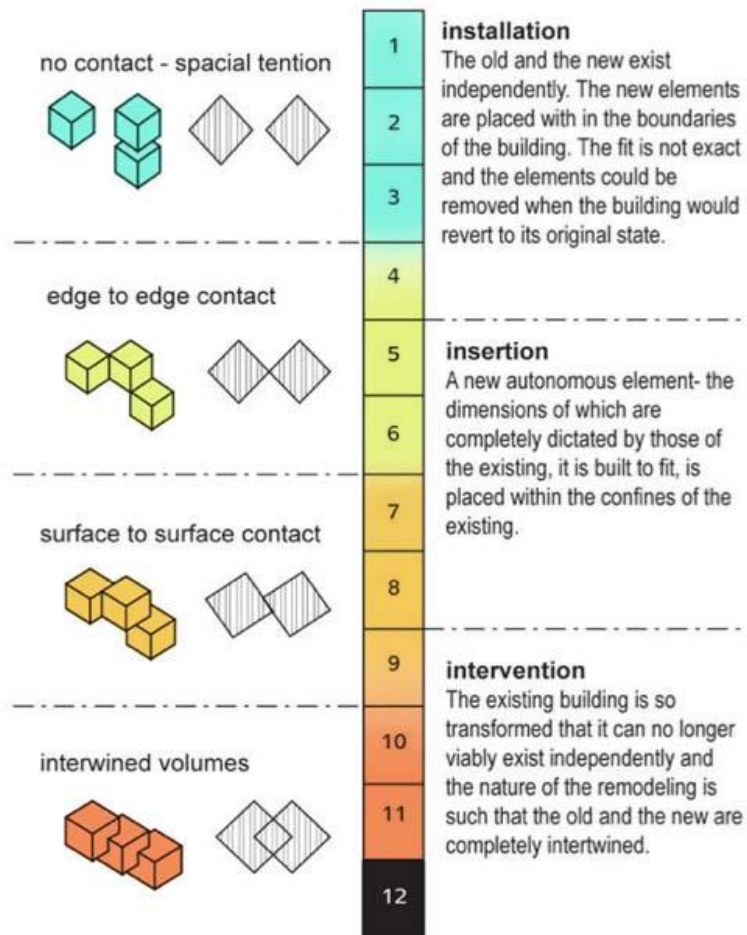 no contact - spacial tention
edge to edge contact
surface to surface contact
interwined volumes
1
2
3
4
5
6
7
8
9
10
11
12
installation
The old and the new exist
independently. The new elements
are placed with in the boundaries
of the building. The fit is not exact
and the elements could be
removed when the building would
revert to its original state.
insertion
A new autonomous element- the
dimensions of which are
completely dictated by those of
the existing, it is built to fit, is
placed within the confines of the
existing.
intervention
The existing building is so
transformed that it can no longer
viably exist independently and
the nature of the remodeling is
such that the old and the new are
completely intertwined.